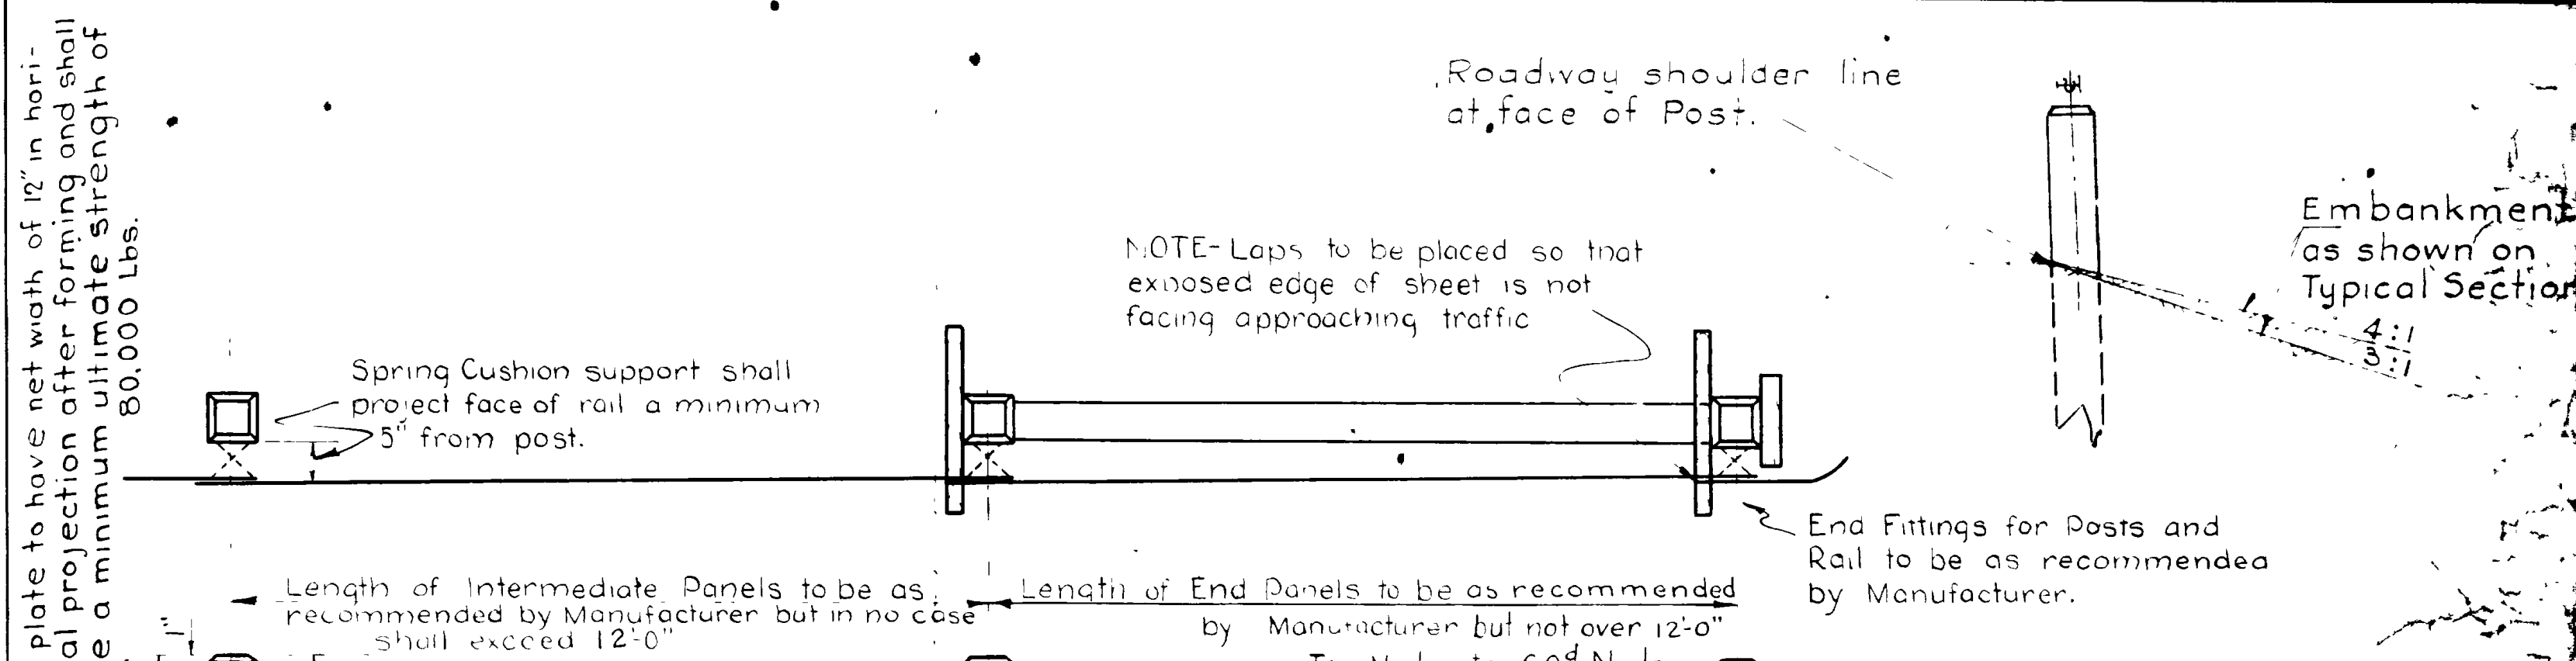 plate to have net width of 12" in hori-
al projection after forming and shall
e a minimum ultimate strength of
80,000 Lbs.
Roadway shoulder line
at face of Post.
Embankment
as shown on
Typical Section
4:1
3:1
NOTE-Laps to be placed so that
exposed edge of sheet is not
facing approaching traffic
Spring Cushion support shall
project face of rail a minimum
5" from post.
End Fittings for Posts and
Rail to be as recommended
by Manufacturer.
Length of Intermediate Panels to be as
recommended by Manufacturer but in no case
shall exceed 12'-0"
Length of End Panels to be as recommended
by Manufacturer but not over 12'-0"